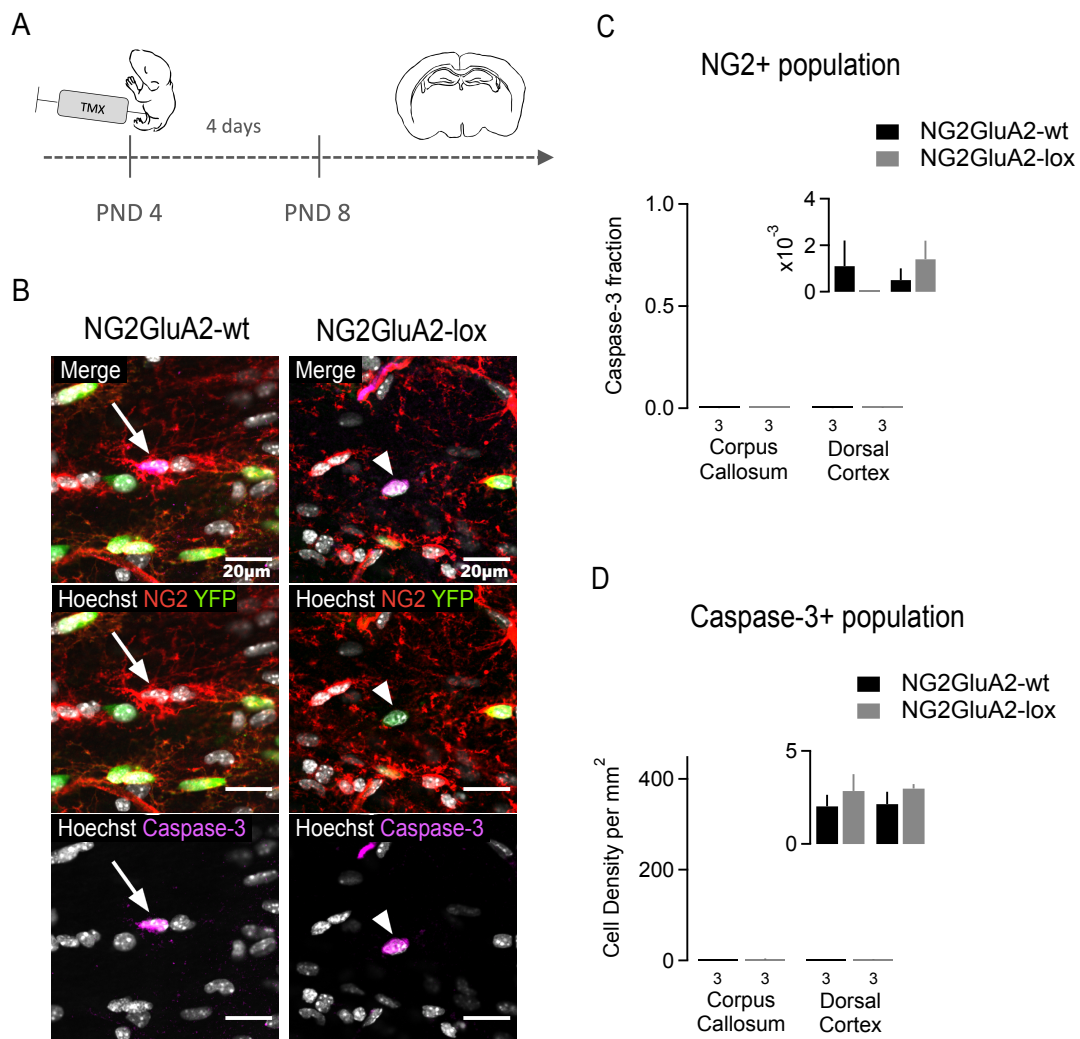 A
TMX
4 days
PND 4
PND 8
B
NG2GluA2-wt
NG2GluA2-lox
Merge
Merge
20µm
20µm
Hoechst NG2 YFP
Hoechst NG2 YFP
Hoechst Caspase-3
Hoechst Caspase-3
C
NG2+ population
NG2GluA2-wt
NG2GluA2-lox
Caspase-3 fraction
1.0
0.5
0.0
x10⁻³
4
2
0
3
3
3
3
Corpus
Callosum
Dorsal
Cortex
D
Caspase-3+ population
NG2GluA2-wt
NG2GluA2-lox
Cell Density per mm²
400
200
0
5
0
3
3
3
3
Corpus
Callosum
Dorsal
Cortex